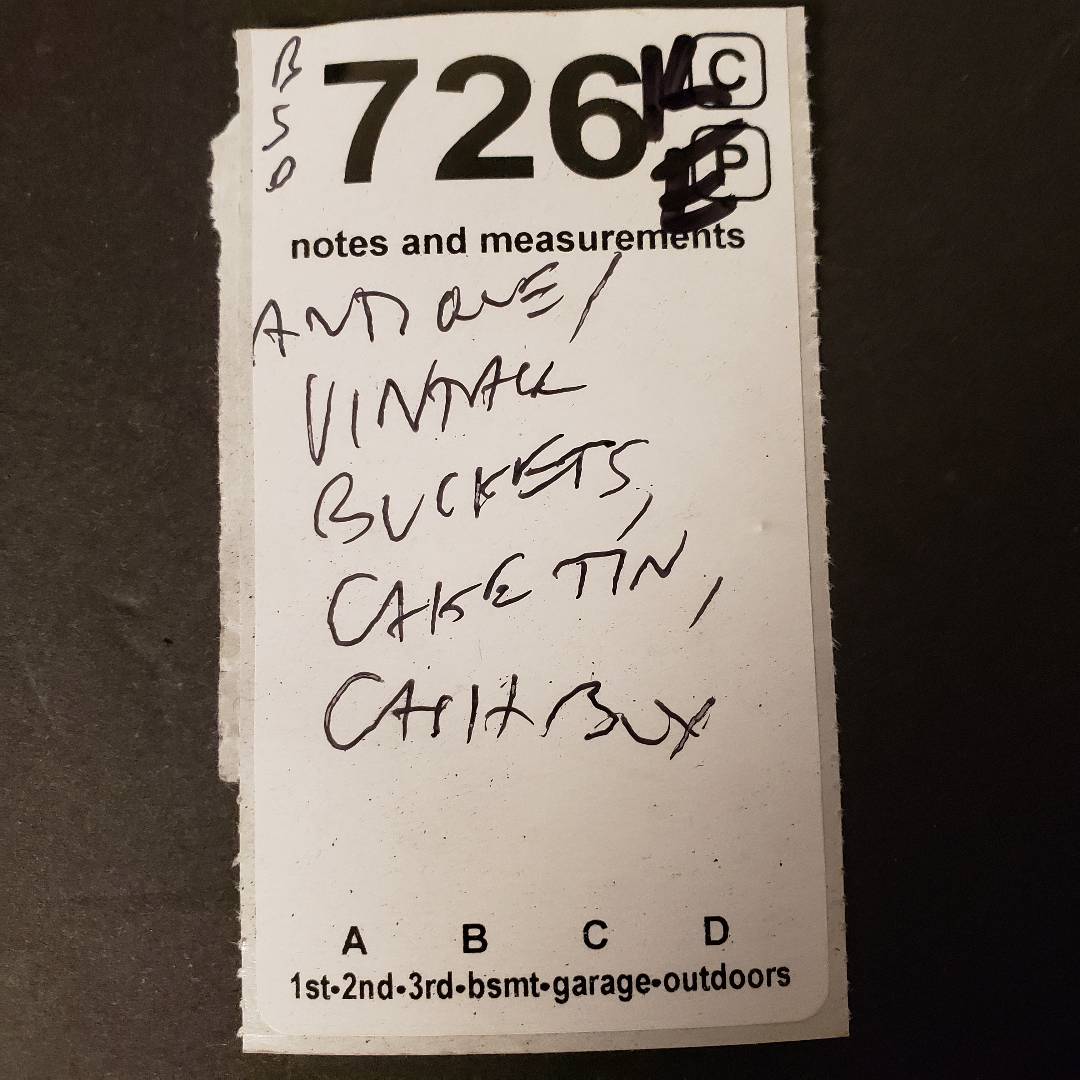 B
5
0
726
C
P
notes and measurements
ANTIQUE/
VINTAGE
BUCKETS,
CAKE TIN,
CASH BOX
A B C D
1st•2nd•3rd•bsmt•garage•outdoors